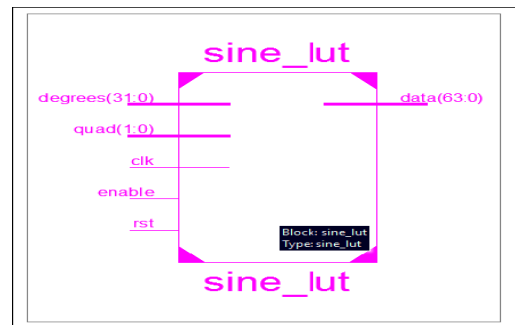 sine_lut
degrees(31:0)
data(63:0)
quad(1:0)
clk
enable
rst
Block: sine_lut
Type: sine_lut
sine_lut